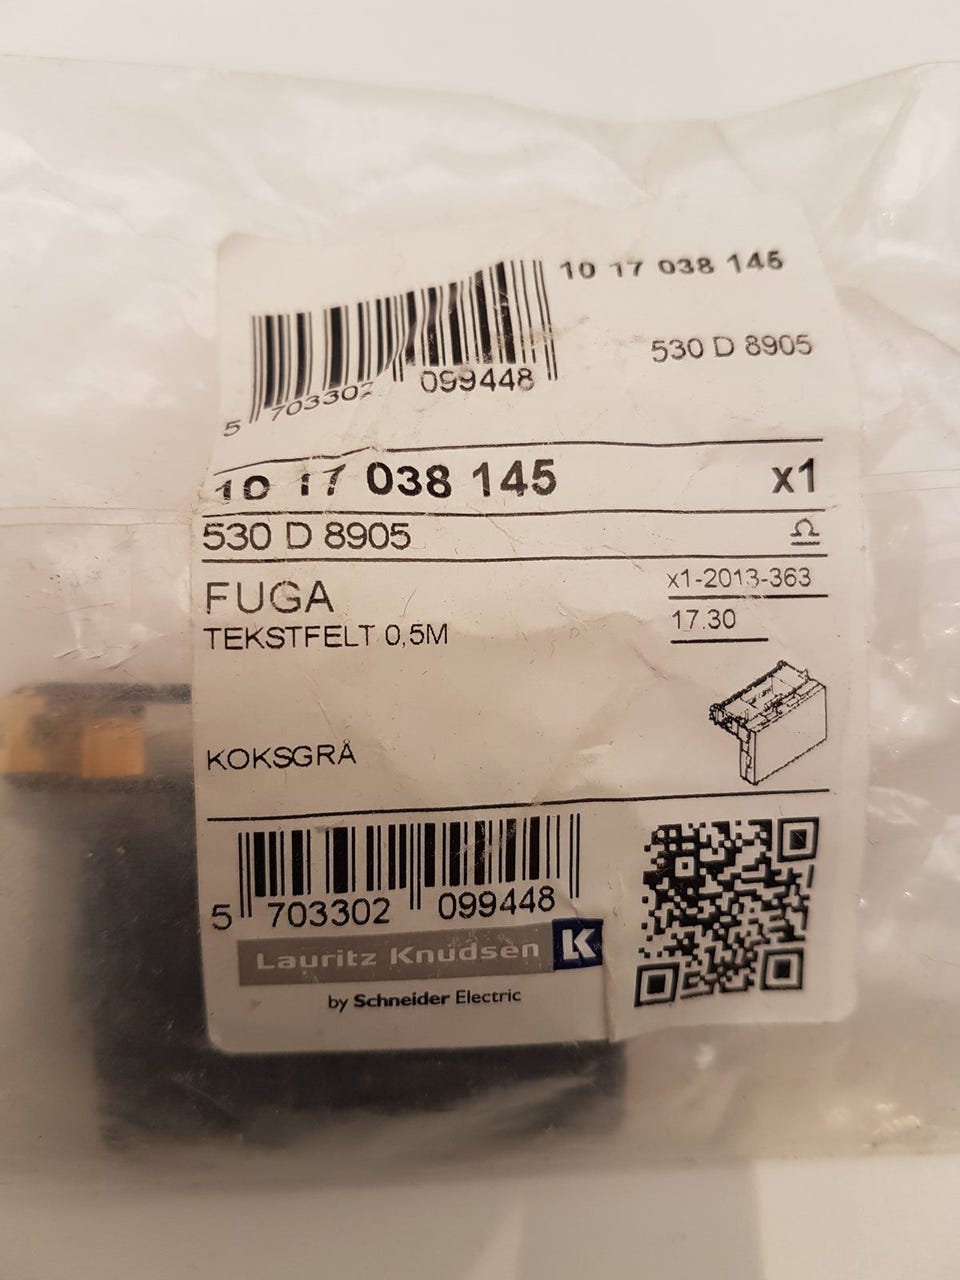 10 17 038 145
530 D 8905
5 703302 099448
10 17 038 145 x1
530 D 8905
FUGA
x1-2013-363
TEKSTFELT 0,5M
17.30
KOKSGRÅ
5 703302 099448
Lauritz Knudsen LK
by Schneider Electric